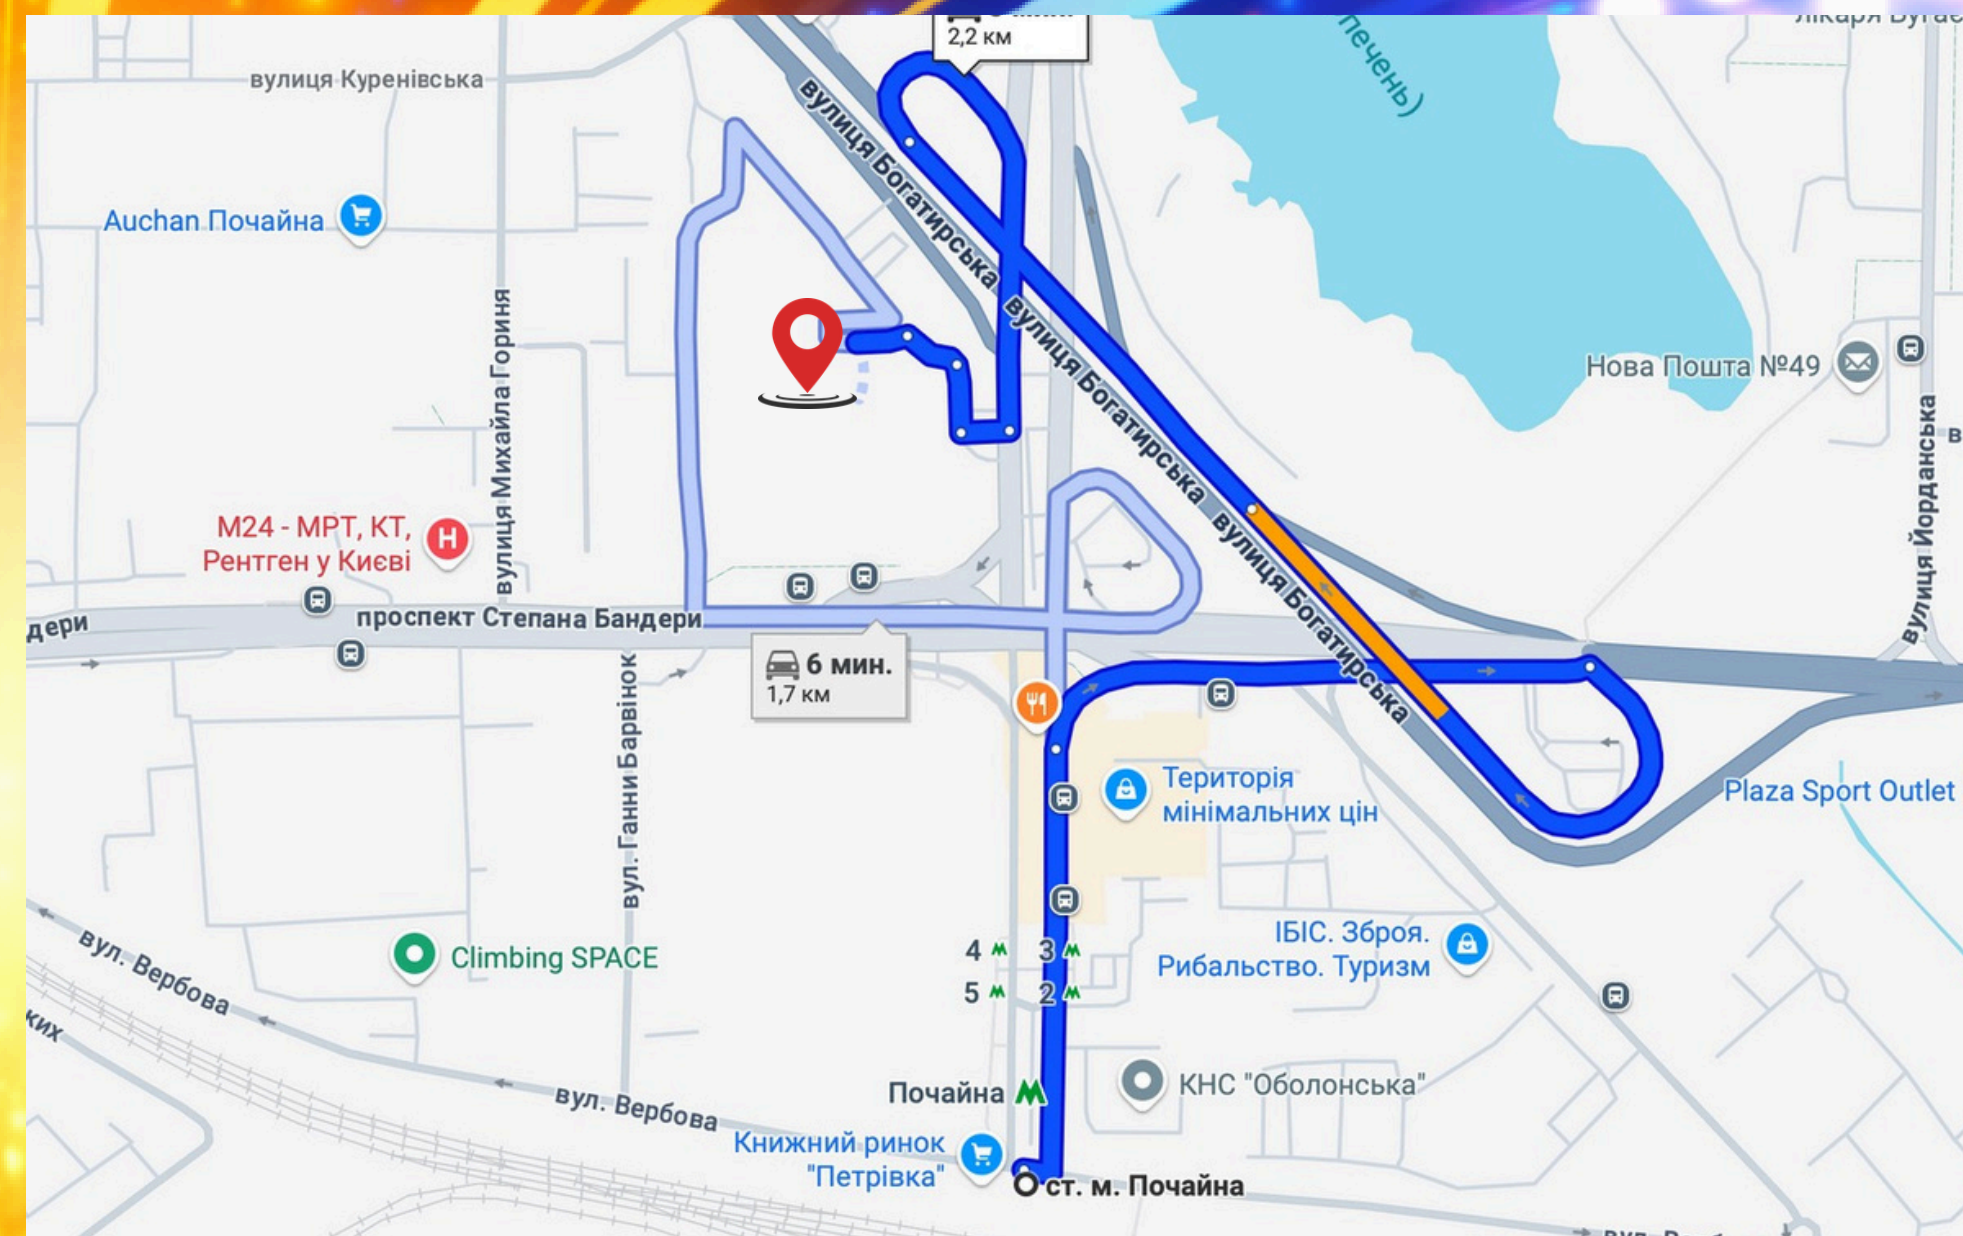 лікаря Бугає
2,2 км
печень)
вулиця Куренівська
вулиця Богатирська
Auchan Почайна
вулиця Михайла Гориня
вулиця Богатирська
Нова Пошта №49
вулиця Йорданська
в
М24 - МРТ, КТ,
Рентген у Києві
вулиця Богатирська
дери
проспект Степана Бандери
6 мин.
1,7 км
вул. Ганни Барвінок
Територія
мінімальних цін
Plaza Sport Outlet
Climbing SPACE
4
3
5
2
ІБІС. Зброя.
Рибальство. Туризм
вул. Вербова
ких
Почайна
КНС "Оболонська"
вул. Вербова
Книжний ринок
"Петрівка"
ст. м. Почайна